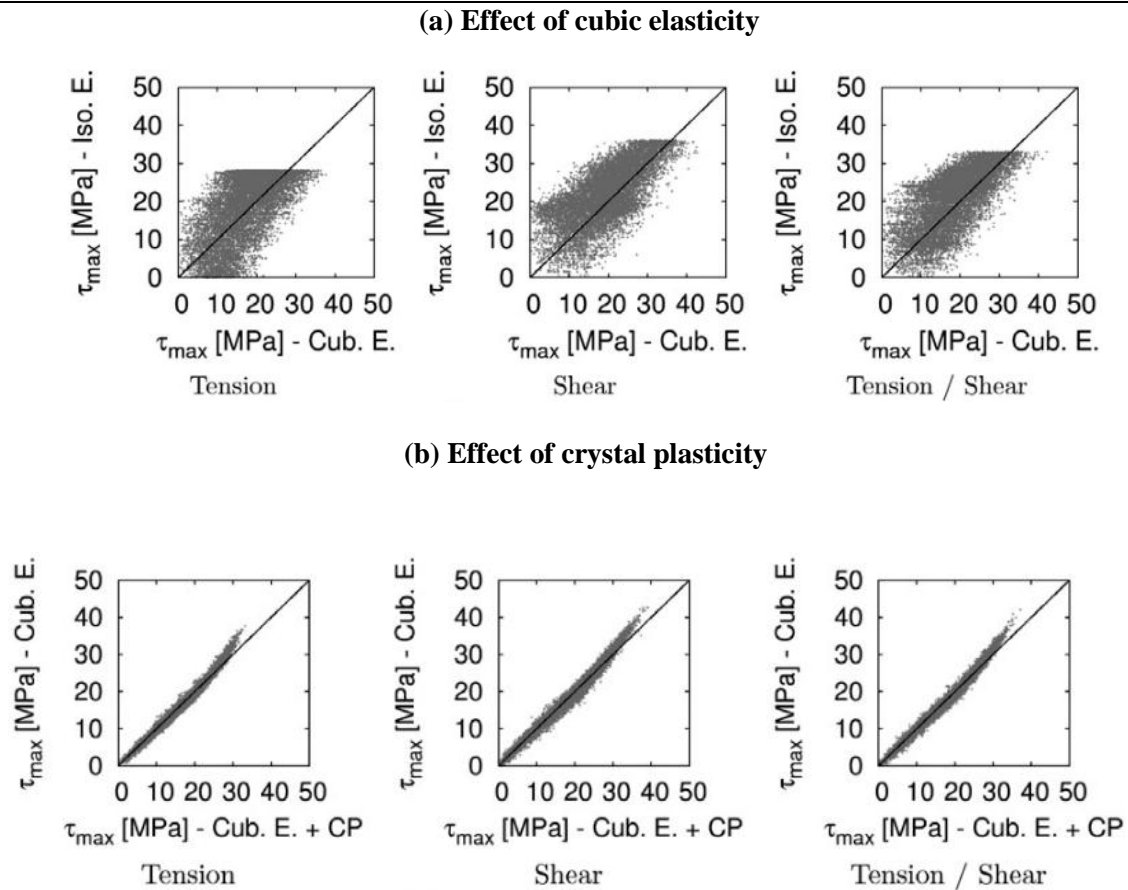 (a) Effect of cubic elasticity
τmax [MPa] - Iso. E.
50
40
30
20
10
0
0 10 20 30 40 50
τmax [MPa] - Cub. E.
Tension
τmax [MPa] - Iso. E.
50
40
30
20
10
0
0 10 20 30 40 50
τmax [MPa] - Cub. E.
Shear
τmax [MPa] - Iso. E.
50
40
30
20
10
0
0 10 20 30 40 50
τmax [MPa] - Cub. E.
Tension / Shear
(b) Effect of crystal plasticity
τmax [MPa] - Cub. E.
50
40
30
20
10
0
0 10 20 30 40 50
τmax [MPa] - Cub. E. + CP
Tension
τmax [MPa] - Cub. E.
50
40
30
20
10
0
0 10 20 30 40 50
τmax [MPa] - Cub. E. + CP
Shear
τmax [MPa] - Cub. E.
50
40
30
20
10
0
0 10 20 30 40 50
τmax [MPa] - Cub. E. + CP
Tension / Shear